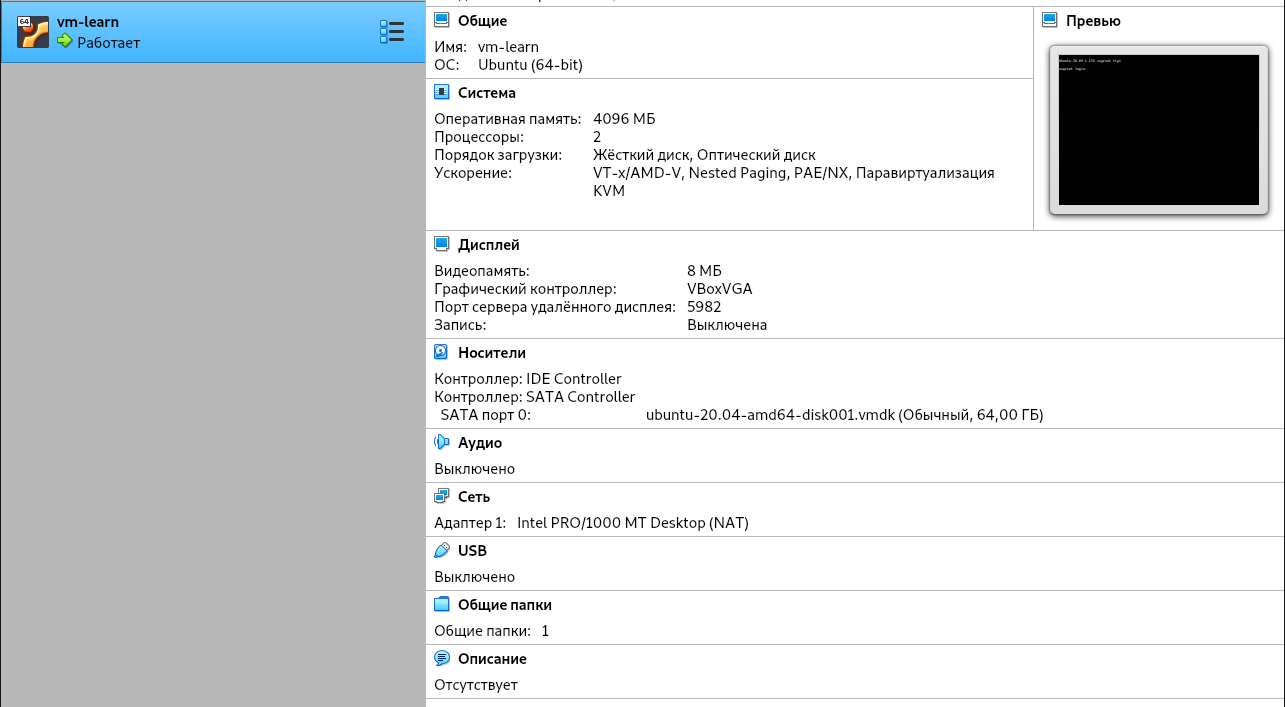 64
vm-learn
Работает
Общие
Имя: vm-learn
ОС: Ubuntu (64-bit)
Превью
Система
Оперативная память: 4096 МБ
Процессоры: 2
Порядок загрузки: Жёсткий диск, Оптический диск
Ускорение: VT-x/AMD-V, Nested Paging, PAE/NX, Паравиртуализация
KVM
Дисплей
Видеопамять: 8 МБ
Графический контроллер: VBoxVGA
Порт сервера удалённого дисплея: 5982
Запись: Выключена
Носители
Контроллер: IDE Controller
Контроллер: SATA Controller
SATA порт 0: ubuntu-20.04-amd64-disk001.vmdk (Обычный, 64,00 ГБ)
Аудио
Выключено
Сеть
Адаптер 1: Intel PRO/1000 MT Desktop (NAT)
USB
Выключено
Общие папки
Общие папки: 1
Описание
Отсутствует